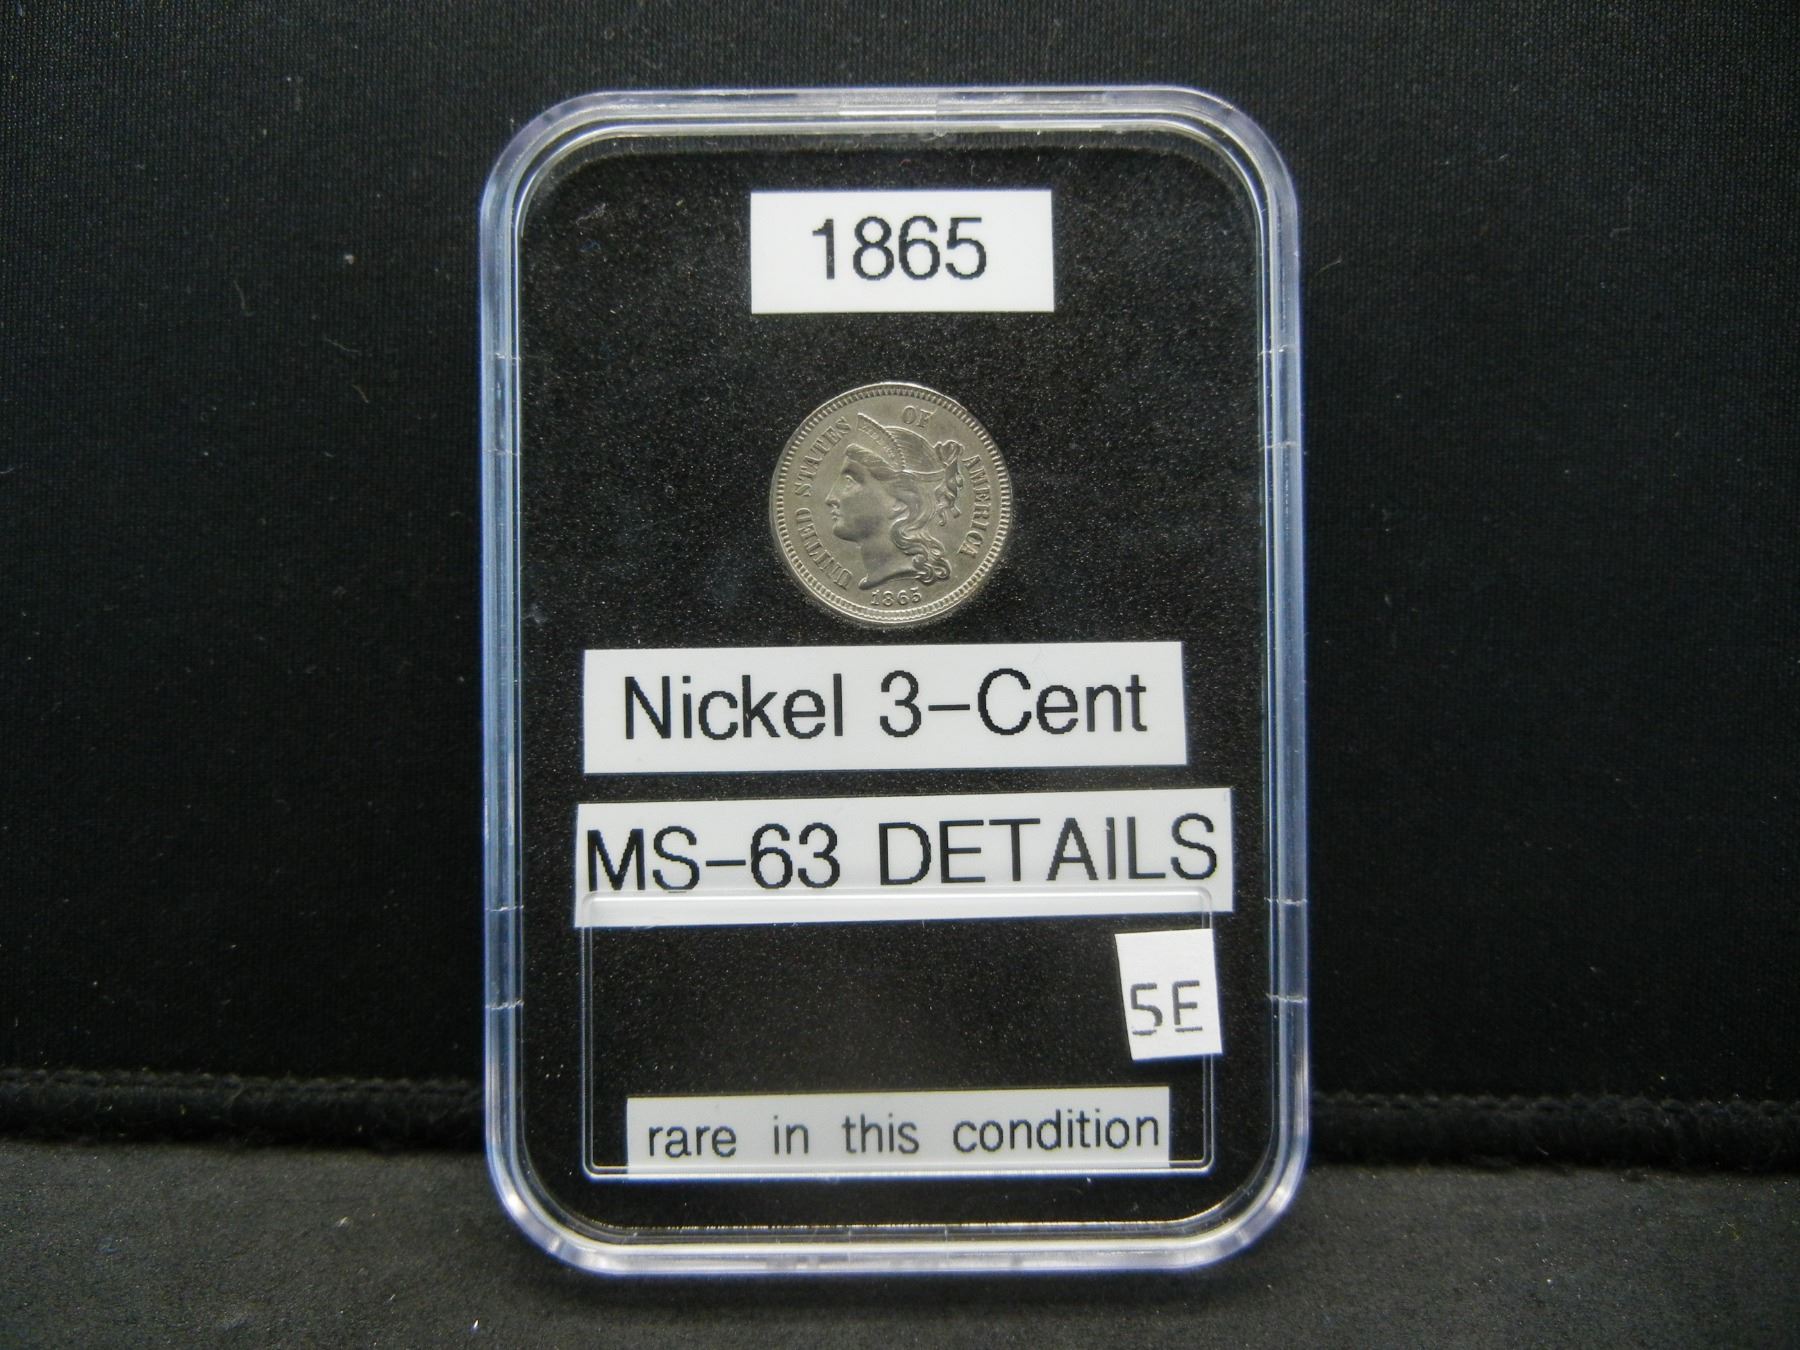 1865
UNITED STATES OF AMERICA
1865
Nickel 3-Cent
MS-63 DETAILS
5E
rare in this condition